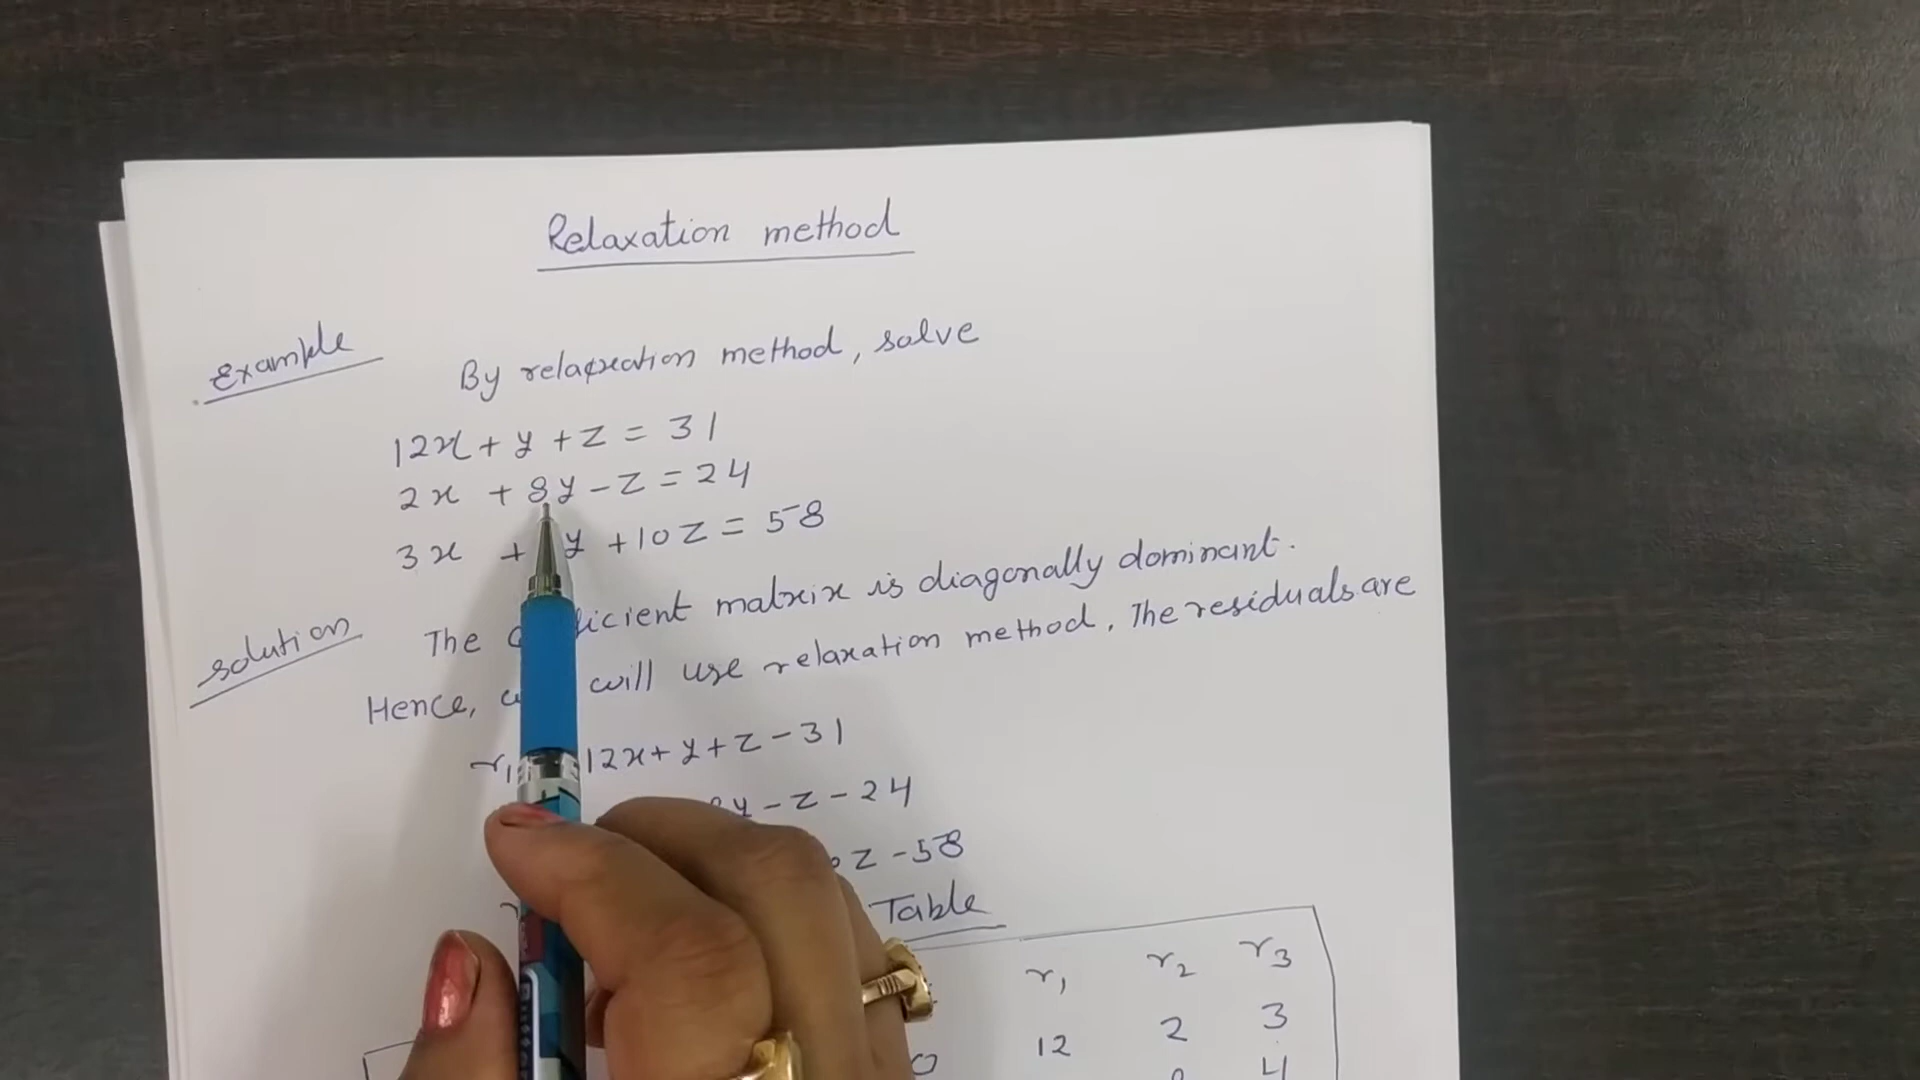 Relaxation method
Example
By relaxation method, solve
12x + y + z = 31
2x + 8y - z = 24
3x + y + 10z = 58
solution
The matrix is diagonally dominant.
Hence, will use relaxation method. The residuals are
r₁ 12x + y + z - 31
y - z - 24
z - 58
Table
r₁ r₂ r₃
0 12 2 3
4